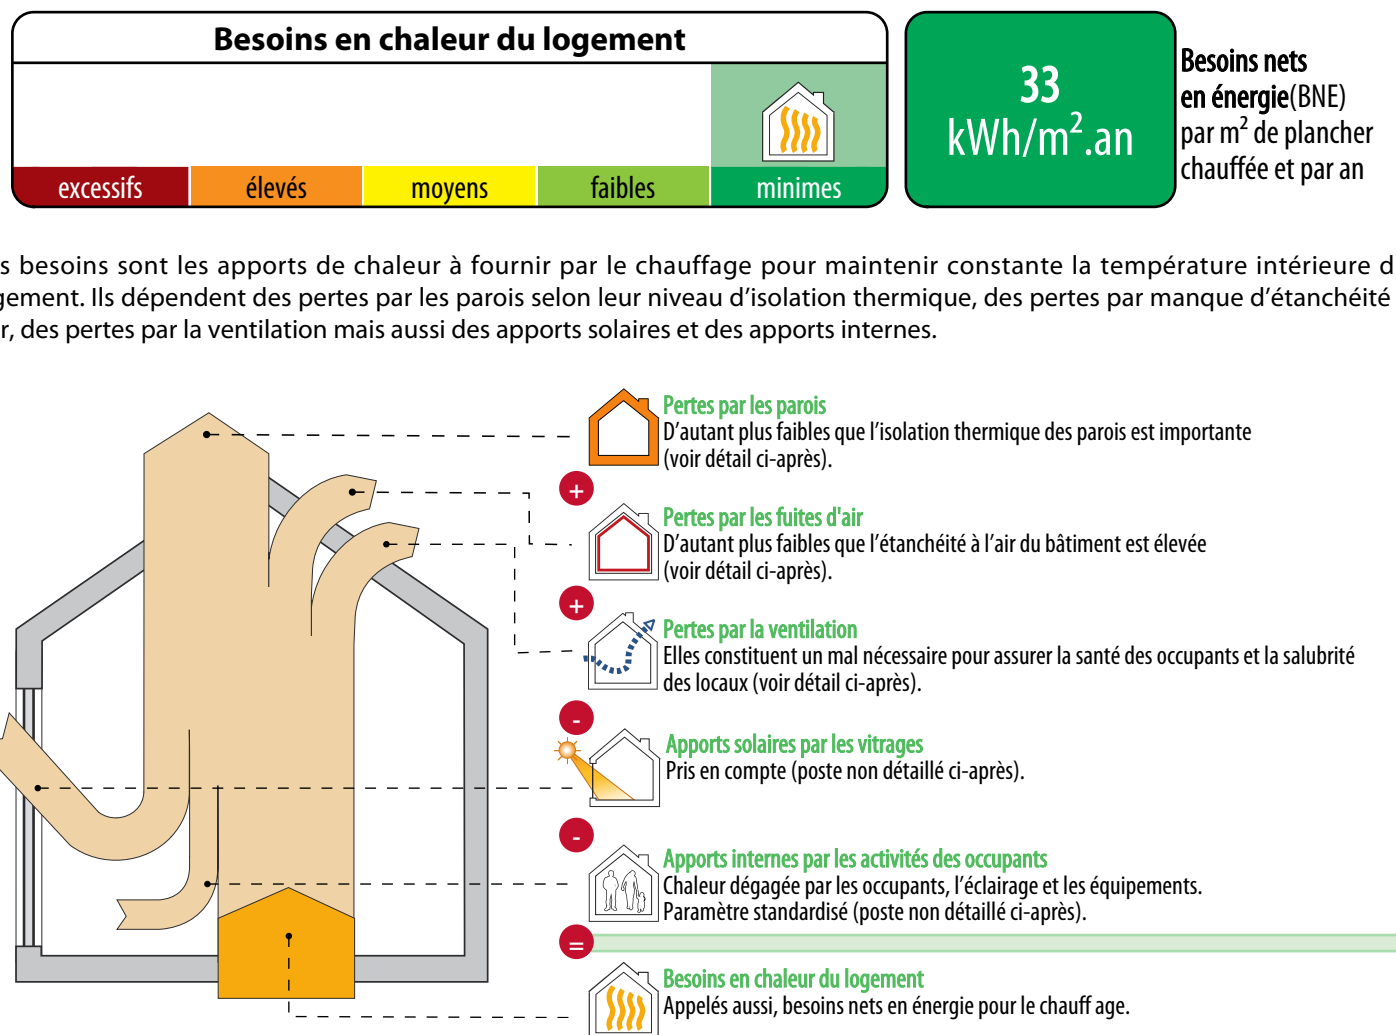 Besoins en chaleur du logement
excessifs
élevés
moyens
faibles
minimes
33
kWh/m².an
Besoins nets
en énergie(BNE)
par m² de plancher
chauffée et par an
s besoins sont les apports de chaleur à fournir par le chauffage pour maintenir constante la température intérieure d
gement. Ils dépendent des pertes par les parois selon leur niveau d’isolation thermique, des pertes par manque d’étanchéité
r, des pertes par la ventilation mais aussi des apports solaires et des apports internes.
Pertes par les parois
D’autant plus faibles que l’isolation thermique des parois est importante
(voir détail ci-après).
+
Pertes par les fuites d'air
D’autant plus faibles que l’étanchéité à l’air du bâtiment est élevée
(voir détail ci-après).
+
Pertes par la ventilation
Elles constituent un mal nécessaire pour assurer la santé des occupants et la salubrité
des locaux (voir détail ci-après).
-
Apports solaires par les vitrages
Pris en compte (poste non détaillé ci-après).
-
Apports internes par les activités des occupants
Chaleur dégagée par les occupants, l’éclairage et les équipements.
Paramètre standardisé (poste non détaillé ci-après).
=
Besoins en chaleur du logement
Appelés aussi, besoins nets en énergie pour le chauff age.